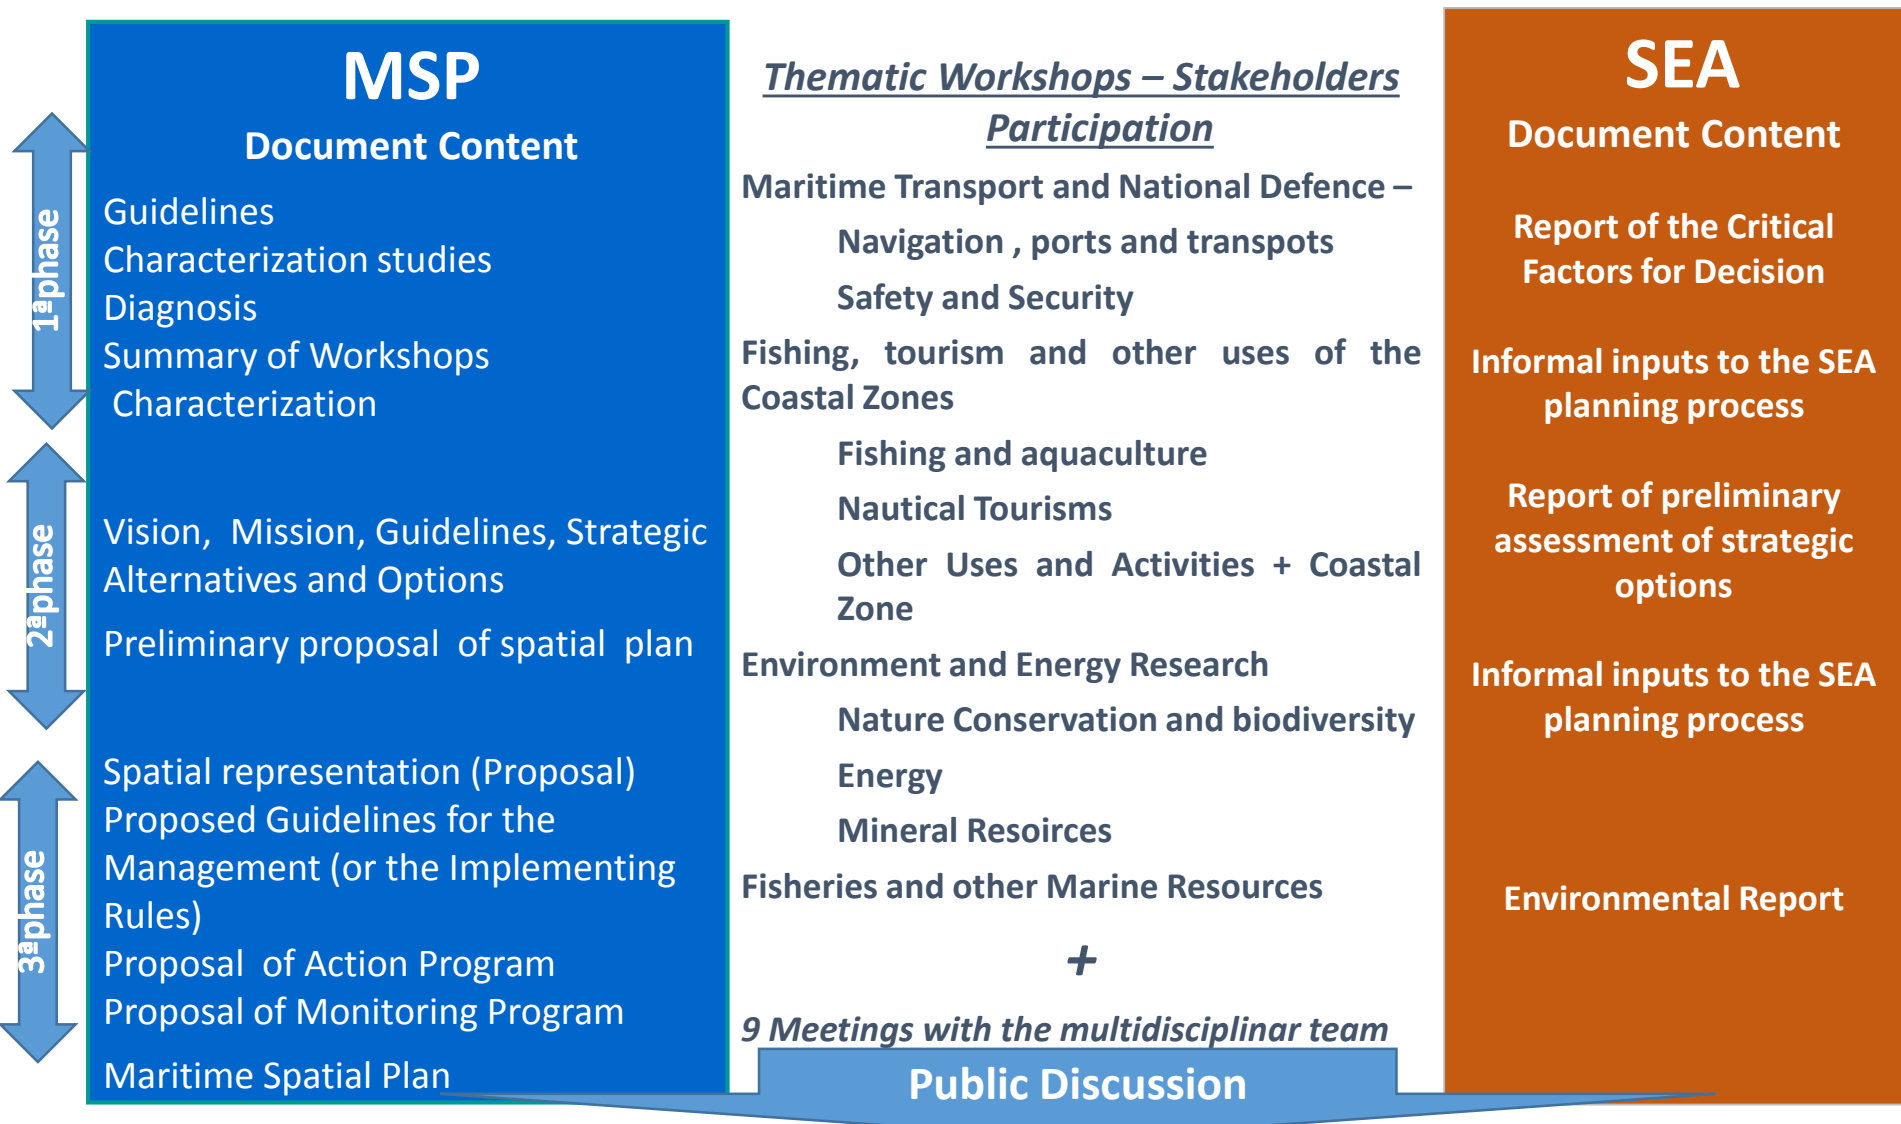 MSP
Document Content
1ªphase
Guidelines
Characterization studies
Diagnosis
Summary of Workshops
Characterization
2ªphase
Vision, Mission, Guidelines, Strategic
Alternatives and Options
Preliminary proposal of spatial plan
3ªphase
Spatial representation (Proposal)
Proposed Guidelines for the
Management (or the Implementing
Rules)
Proposal of Action Program
Proposal of Monitoring Program
Maritime Spatial Plan
Thematic Workshops – Stakeholders
Participation
Maritime Transport and National Defence –
Navigation , ports and transpots
Safety and Security
Fishing, tourism and other uses of the
Coastal Zones
Fishing and aquaculture
Nautical Tourisms
Other Uses and Activities + Coastal
Zone
Environment and Energy Research
Nature Conservation and biodiversity
Energy
Mineral Resoirces
Fisheries and other Marine Resources
+
9 Meetings with the multidisciplinar team
Public Discussion
SEA
Document Content
Report of the Critical
Factors for Decision
Informal inputs to the SEA
planning process
Report of preliminary
assessment of strategic
options
Informal inputs to the SEA
planning process
Environmental Report